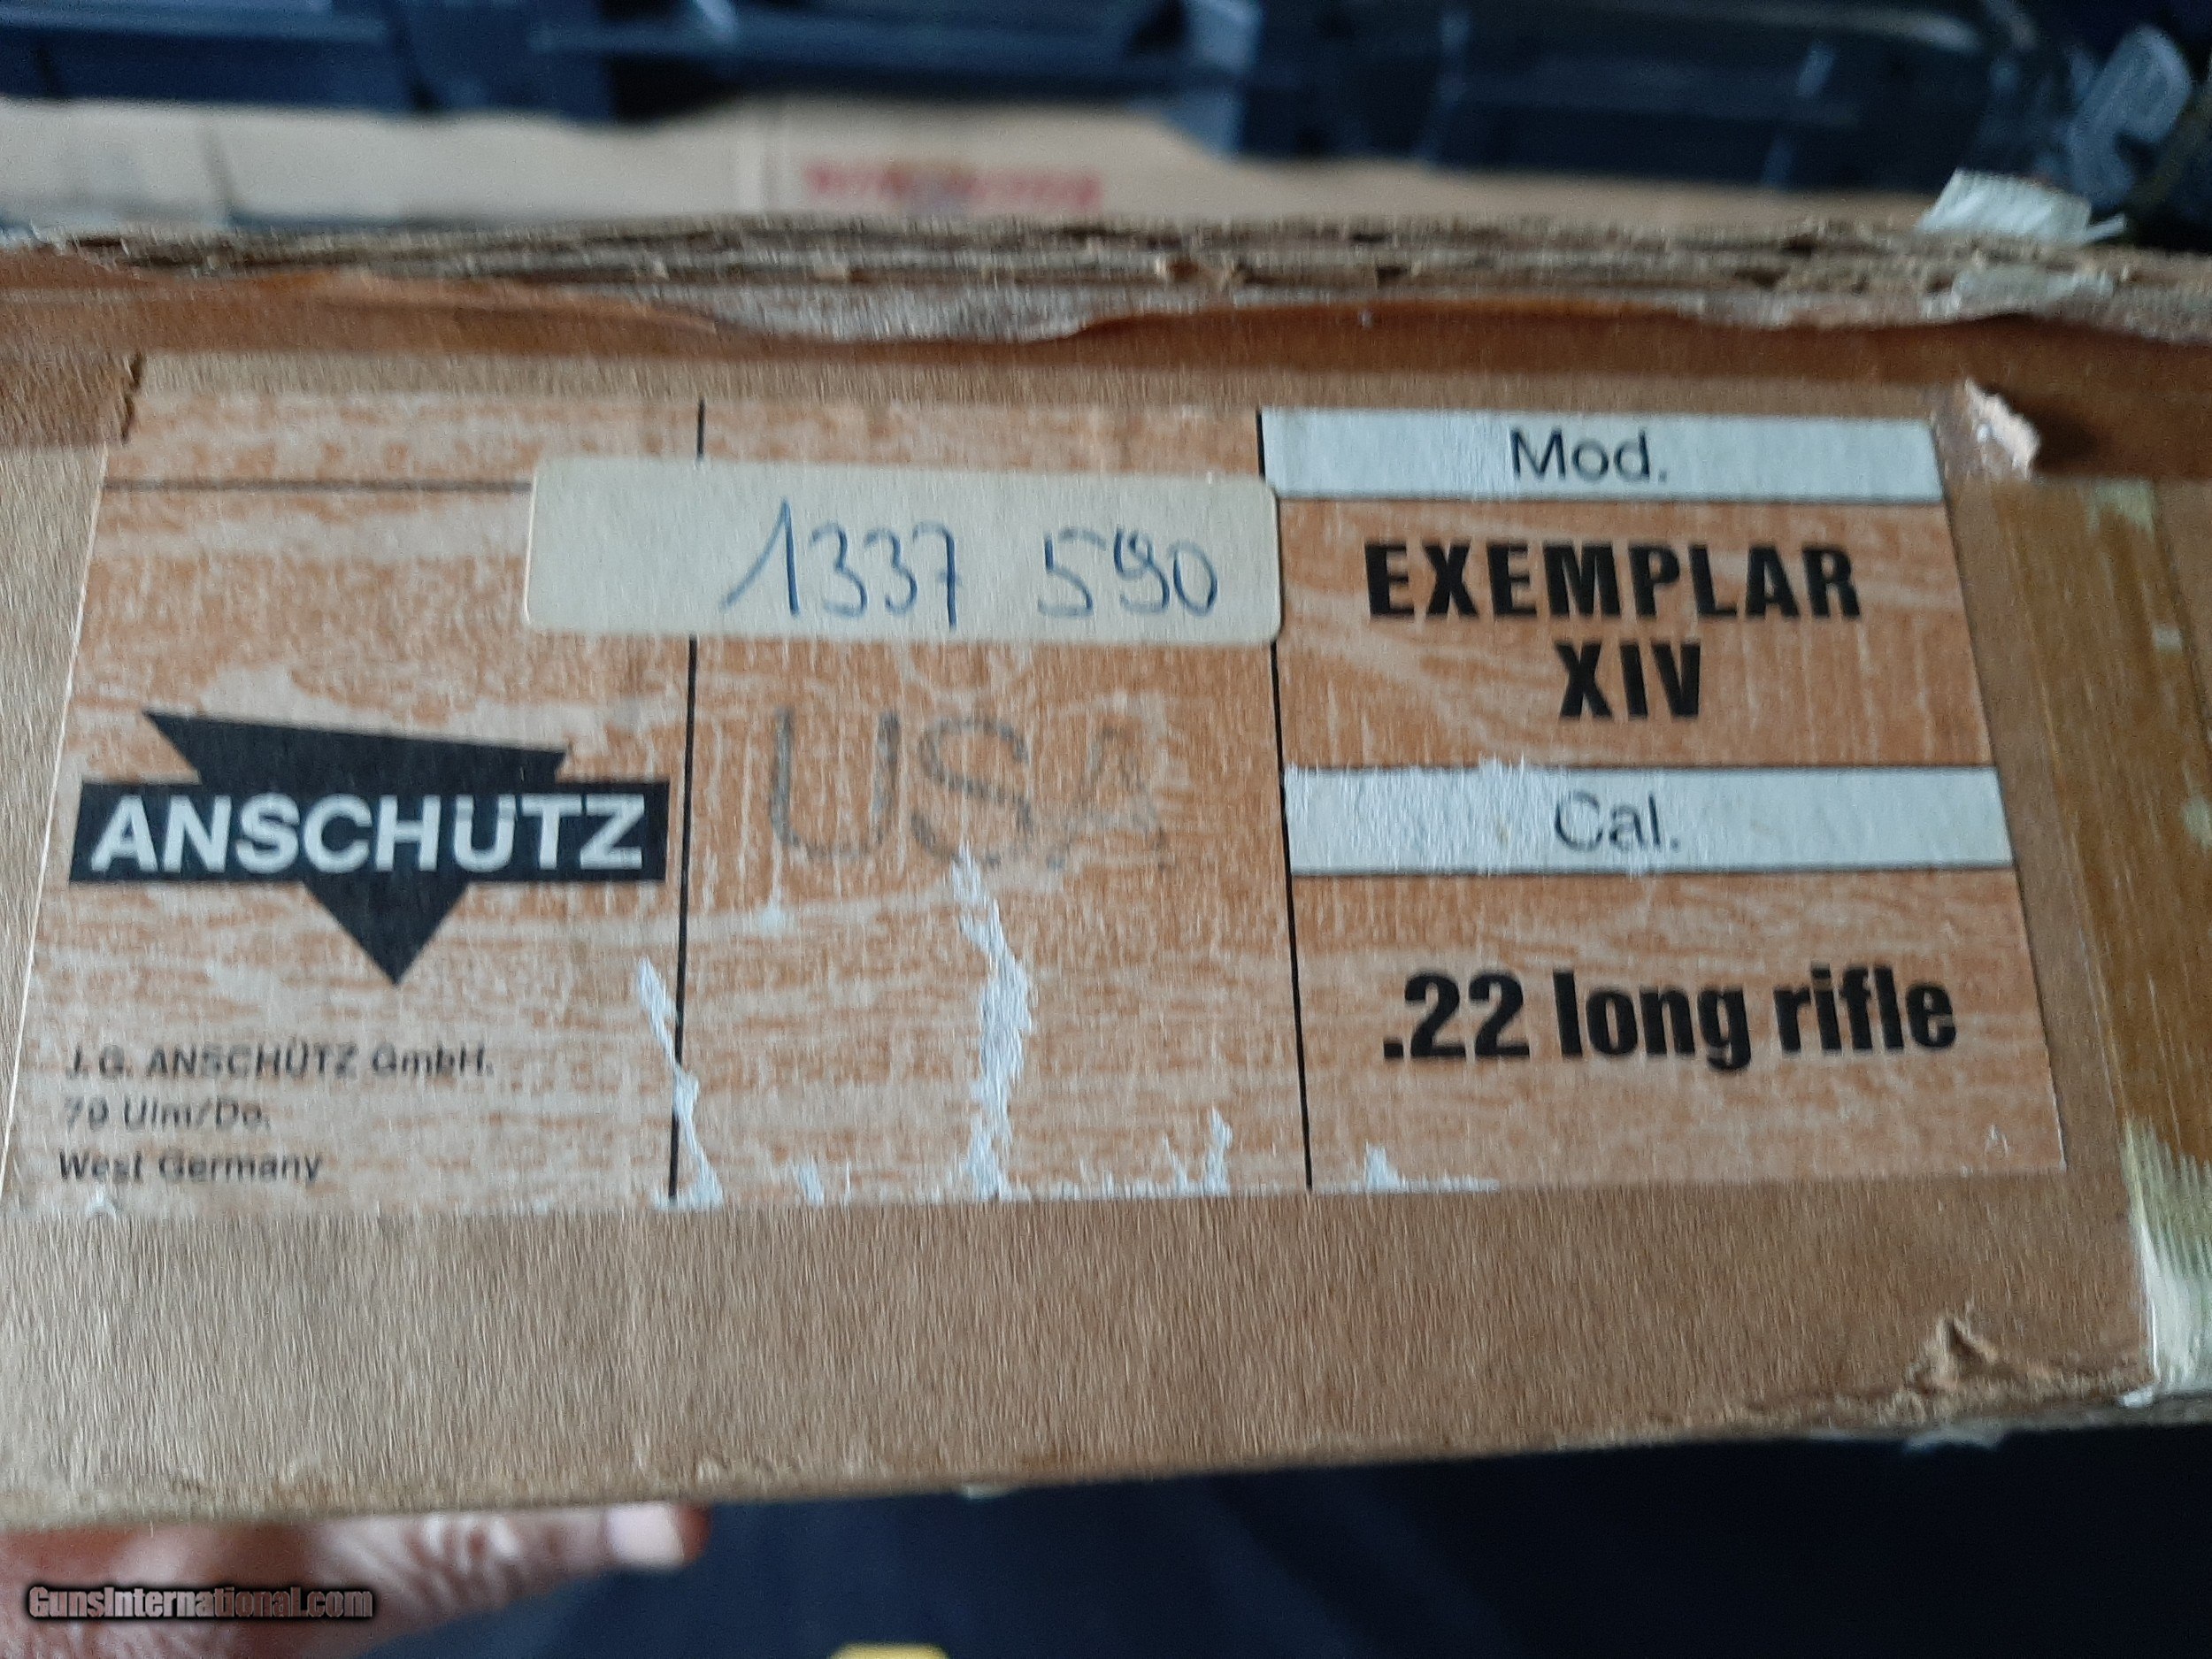 1337 590
Mod.
EXEMPLAR
XIV
USA
ANSCHÜTZ
Cal.
.22 long rifle
J. G. ANSCHÜTZ GmbH.
79 Ulm/Do.
West Germany
GunsInternational.com